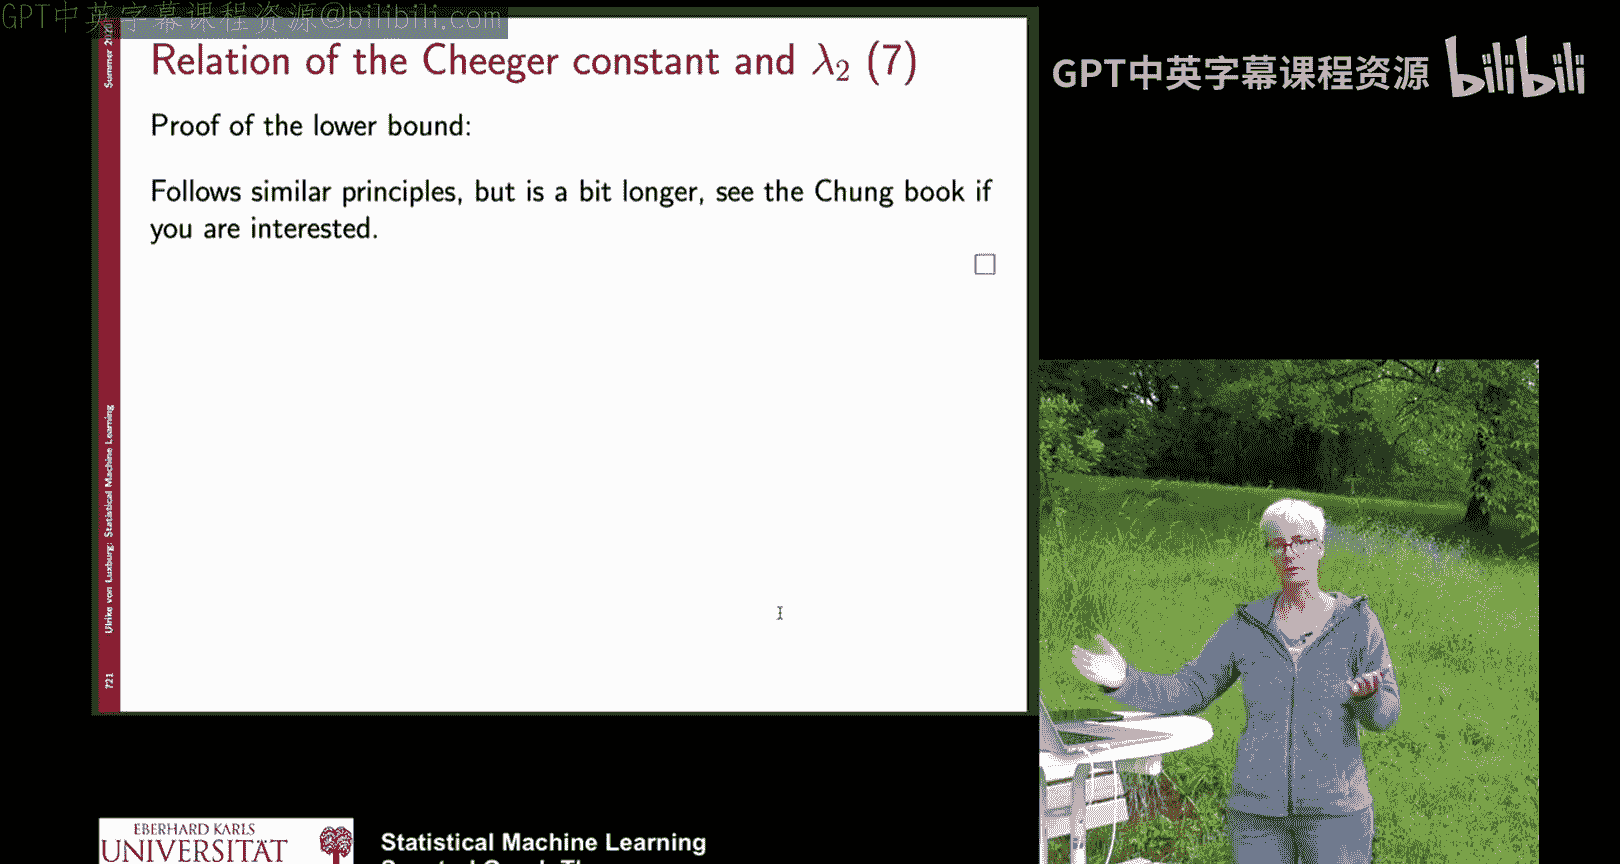 GPT中英字幕课程资源@bilibili.com
Summer 2020
Relation of the Cheeger constant and λ₂ (7)
GPT中英字幕课程资源 bilibili
Proof of the lower bound:
Follows similar principles, but is a bit longer, see the Chung book if
you are interested.
Ulrike von Luxburg: Statistical Machine Learning
721
EBERHARD KARLS
UNIVERSITÄT
Statistical Machine Learning